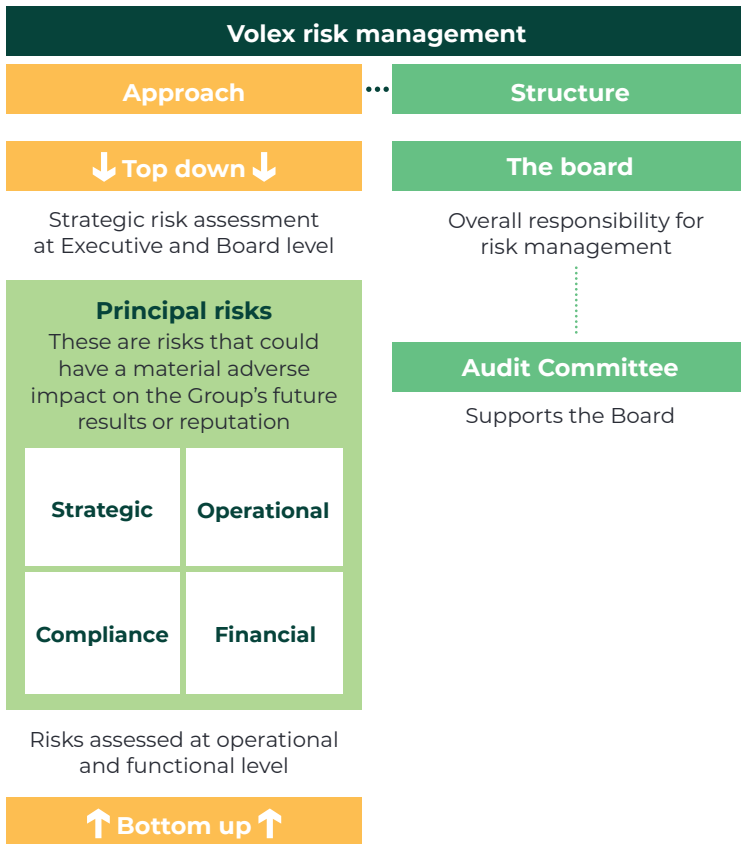 Volex risk management
Approach
Structure
Top down
Strategic risk assessment
at Executive and Board level
Principal risks
These are risks that could
have a material adverse
impact on the Group’s future
results or reputation
Strategic
Operational
Compliance
Financial
Risks assessed at operational
and functional level
Bottom up
The board
Overall responsibility for
risk management
Audit Committee
Supports the Board